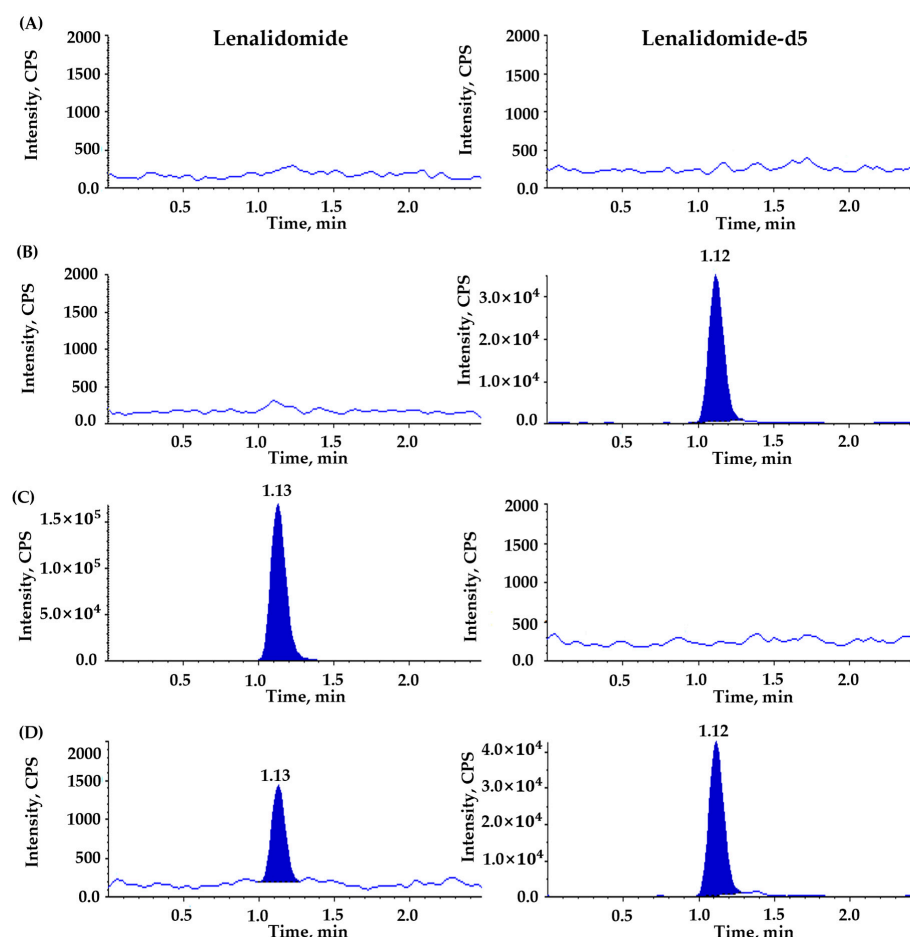 (A)
Lenalidomide
Intensity, CPS
2000
1500
1000
500
0.0
0.5 1.0 1.5 2.0
Time, min
Lenalidomide-d5
Intensity, CPS
2000
1500
1000
500
0.0
0.5 1.0 1.5 2.0
Time, min
(B)
Intensity, CPS
2000
1500
1000
500
0.0
0.5 1.0 1.5 2.0
Time, min
1.12
Intensity, CPS
3.0×10⁴
2.0×10⁴
1.0×10⁴
0.0
0.5 1.0 1.5 2.0
Time, min
(C)
1.13
Intensity, CPS
1.5×10⁵
1.0×10⁵
5.0×10⁴
0.0
0.5 1.0 1.5 2.0
Time, min
Intensity, CPS
2000
1500
1000
500
0.0
0.5 1.0 1.5 2.0
Time, min
(D)
1.13
Intensity, CPS
2000
1500
1000
500
0.0
0.5 1.0 1.5 2.0
Time, min
1.12
Intensity, CPS
4.0×10⁴
3.0×10⁴
2.0×10⁴
1.0×10⁴
0.0
0.5 1.0 1.5 2.0
Time, min